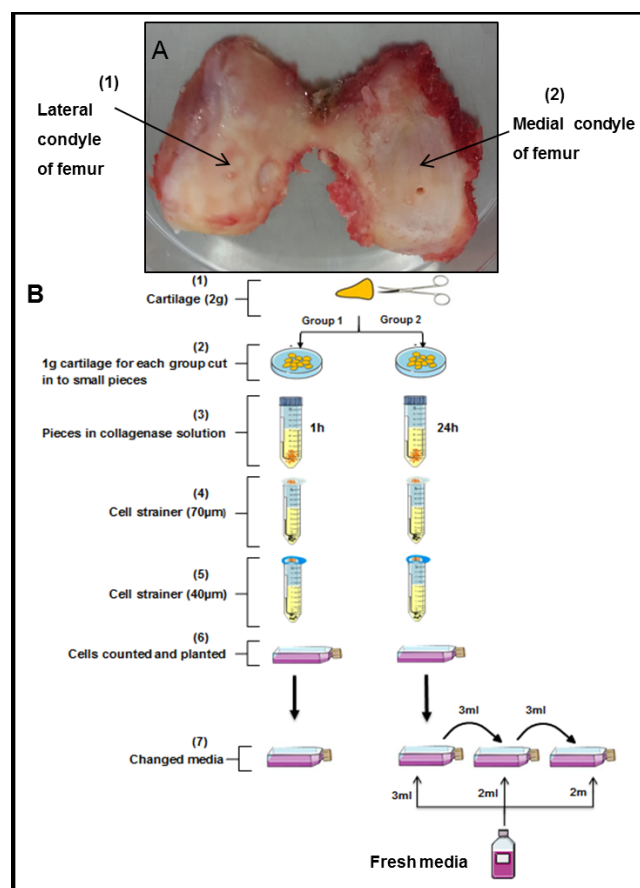 A
(1)
Lateral
condyle
of femur
(2)
Medial condyle
of femur
B
(1)
Cartilage (2g)
Group 1
Group 2
(2)
1g cartilage for each group cut
in to small pieces
(3)
Pieces in collagenase solution
1h
24h
(4)
Cell strainer (70µm)
(5)
Cell strainer (40µm)
(6)
Cells counted and planted
(7)
Changed media
3ml
3ml
3ml
2ml
2m
Fresh media